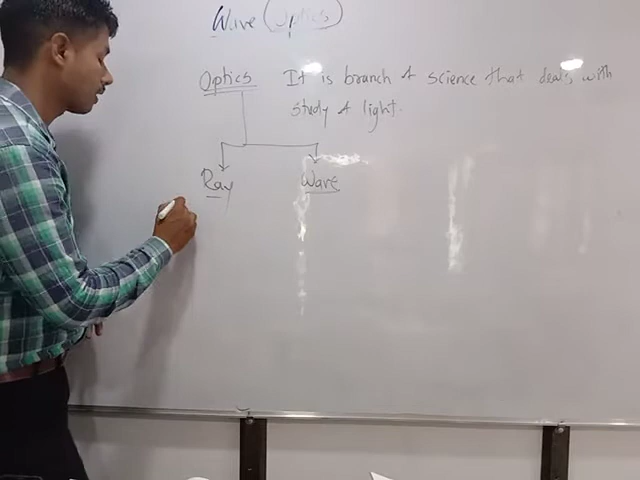 Wave (Optics)
Optics It is branch of science that deals with
study of light.
Ray Wave